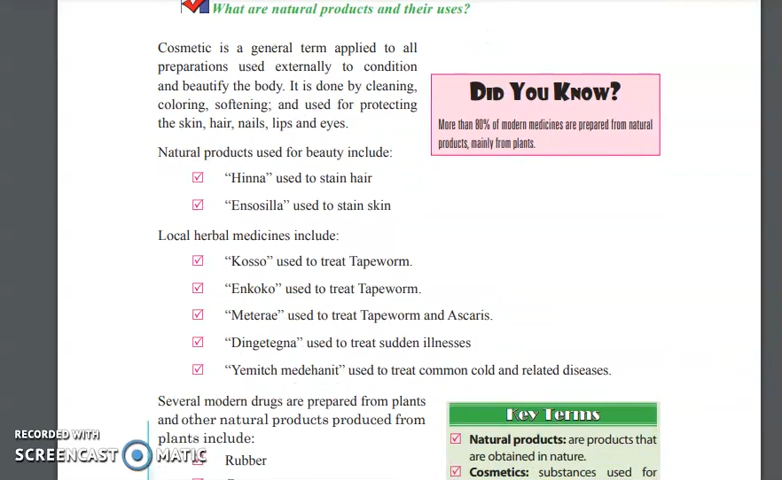 What are natural products and their uses?
Cosmetic is a general term applied to all
preparations used externally to condition
and beautify the body. It is done by cleaning,
coloring, softening; and used for protecting
the skin, hair, nails, lips and eyes.
DID YOU KNOW?
More than 80% of modern medicines are prepared from natural
products, mainly from plants.
Natural products used for beauty include:
“Hinna” used to stain hair
“Ensosilla” used to stain skin
Local herbal medicines include:
“Kosso” used to treat Tapeworm.
“Enkoko” used to treat Tapeworm.
“Meterae” used to treat Tapeworm and Ascaris.
“Dingetegna” used to treat sudden illnesses
“Yemitch medehanit” used to treat common cold and related diseases.
Several modern drugs are prepared from plants
and other natural products produced from
plants include:
Rubber
Key Terms
Natural products: are products that
are obtained in nature.
Cosmetics: substances used for
RECORDED WITH
SCREENCAST MATIC